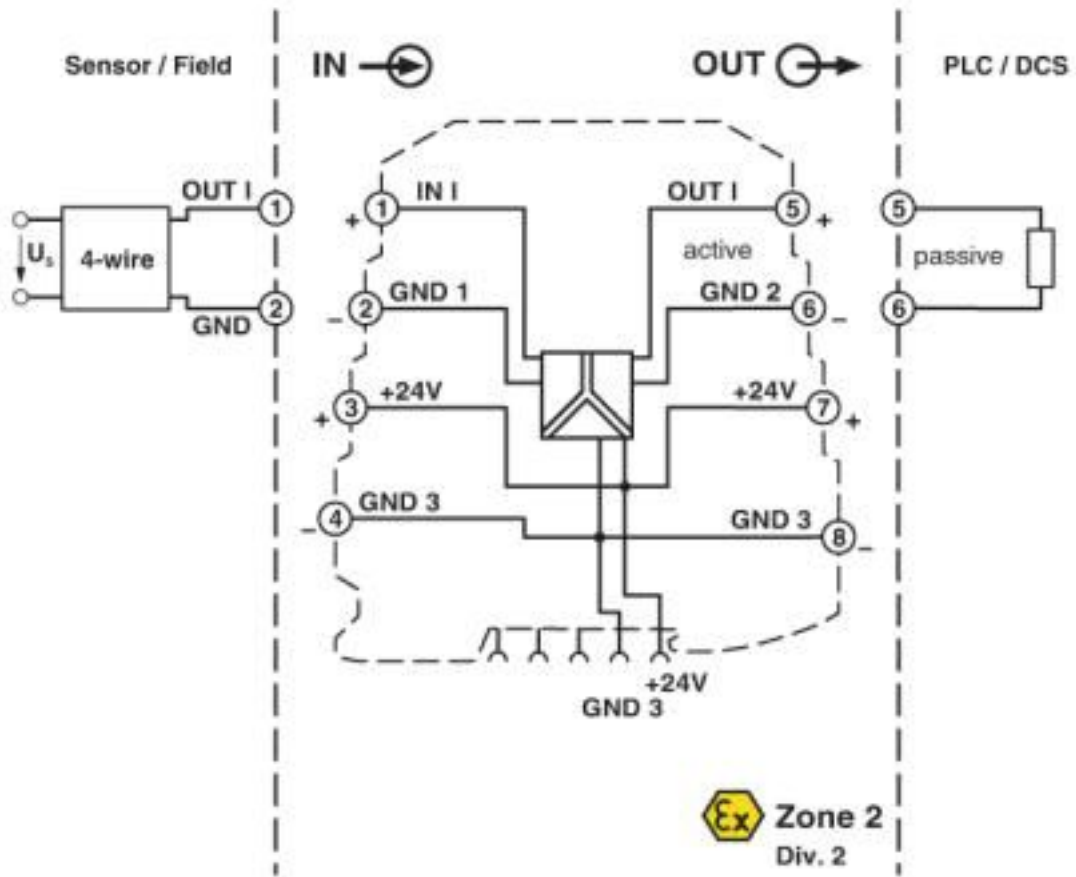 Sensor / Field
IN
OUT
PLC / DCS
OUT I
1
1
IN I
OUT I
5
5
+
+
Us
4-wire
active
passive
2
GND
2
GND 1
GND 2
6
6
–
–
3
+24V
+24V
7
+
+
4
GND 3
GND 3
8
–
–
+24V
GND 3
Ex
Zone 2
Div. 2